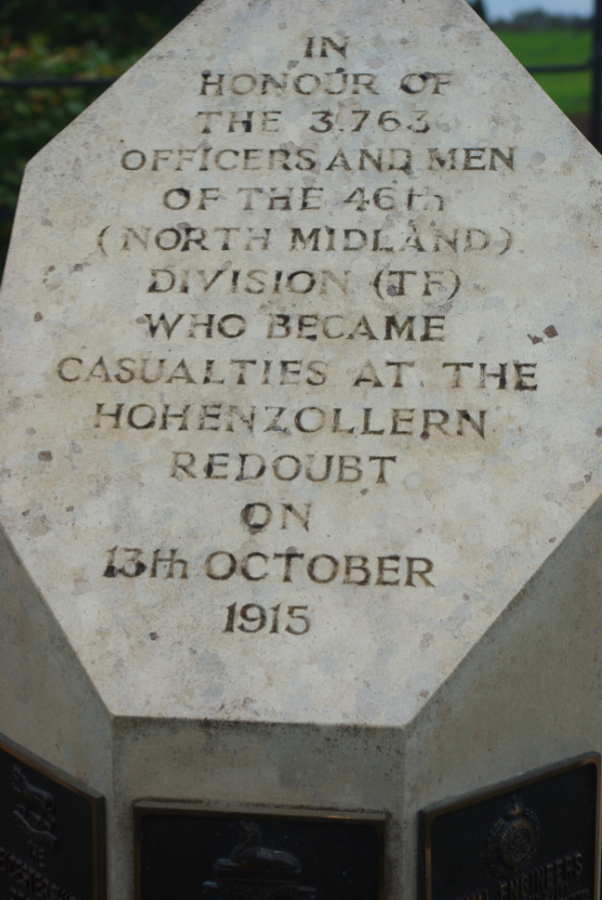 IN
HONOUR OF
THE 3,763
OFFICERS AND MEN
OF THE 46th
(NORTH MIDLAND)
DIVISION (TF)
WHO BECAME
CASUALTIES AT THE
HOHENZOLLERN
REDOUBT
ON
13th OCTOBER
1915
ENGINEERS